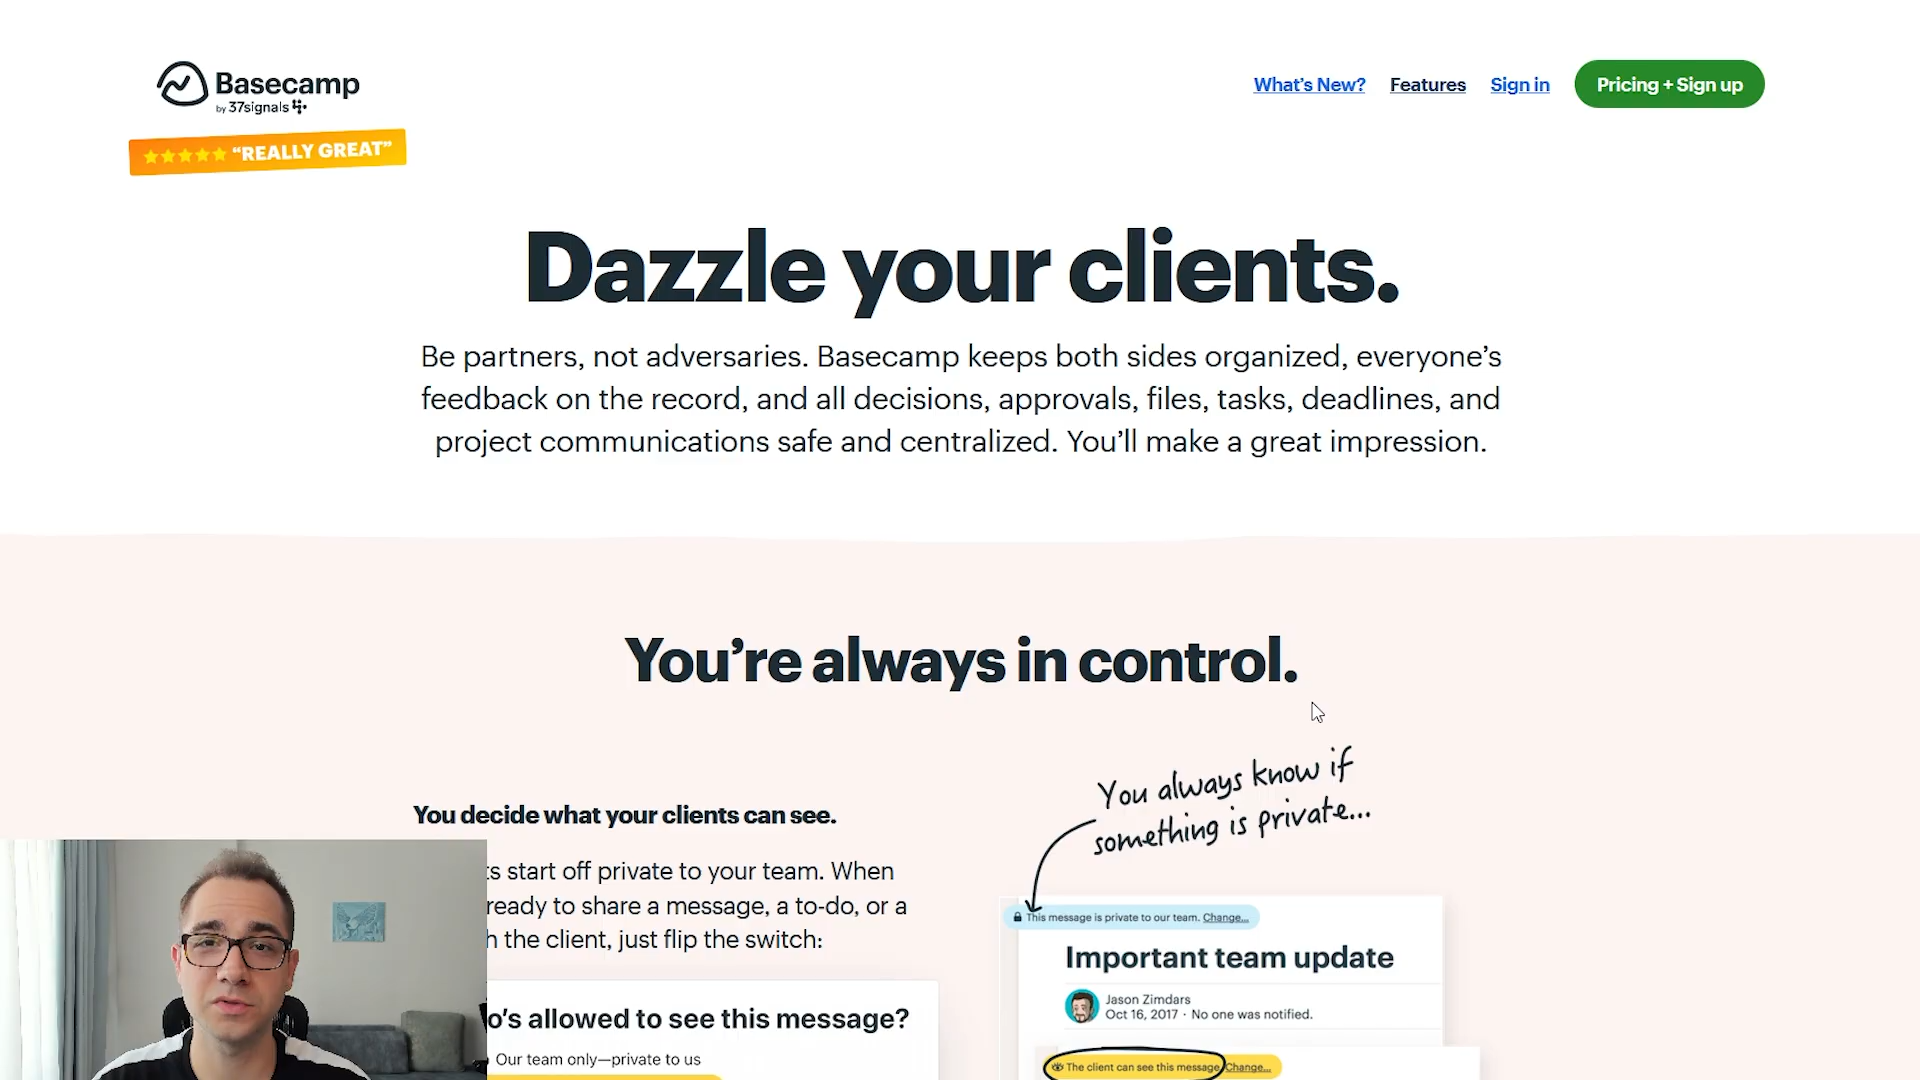 Basecamp
by 37signals
What's New?
Features
Sign in
Pricing + Sign up
“REALLY GREAT”
Dazzle your clients.
Be partners, not adversaries. Basecamp keeps both sides organized, everyone’s
feedback on the record, and all decisions, approvals, files, tasks, deadlines, and
project communications safe and centralized. You’ll make a great impression.
You’re always in control.
You always know if
something is private...
You decide what your clients can see.
start off private to your team. When
ready to share a message, a to-do, or a
the client, just flip the switch:
This message is private to our team. Change...
Important team update
Jason Zimdars
Oct 16, 2017 · No one was notified.
allowed to see this message?
Our team only—private to us
The client can see this message. Change...